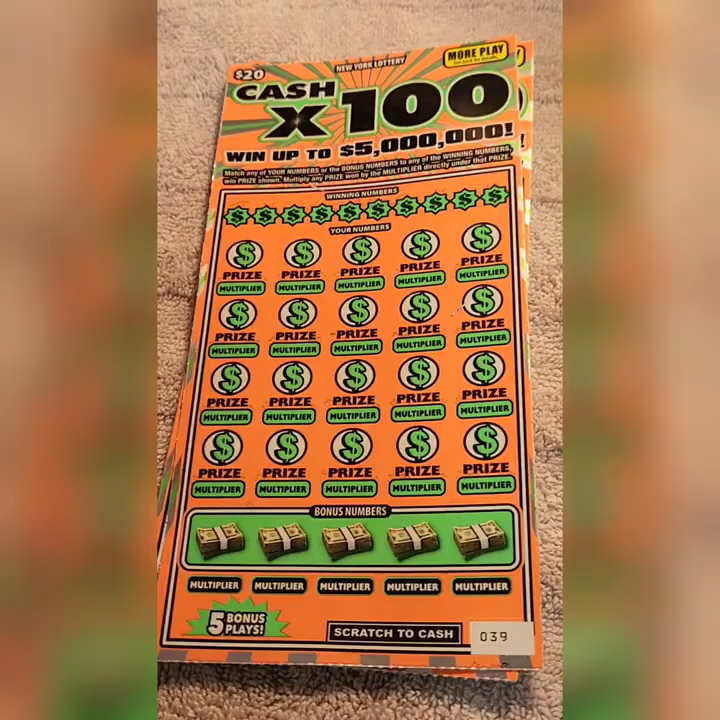 $20
NEW YORK LOTTERY
MORE PLAY
See back for details.
CASH
X 100
WIN UP TO $5,000,000!
Match any of YOUR NUMBERS or the BONUS NUMBERS to any of the WINNING NUMBERS,
win PRIZE shown. Multiply any PRIZE won by the MULTIPLIER directly under that PRIZE.
WINNING NUMBERS
$ $ $ $ $ $ $ $ $ $
YOUR NUMBERS
$ $ $ $ $
PRIZE PRIZE PRIZE PRIZE PRIZE
MULTIPLIER MULTIPLIER MULTIPLIER MULTIPLIER MULTIPLIER
$ $ $ $ $
PRIZE PRIZE PRIZE PRIZE PRIZE
MULTIPLIER MULTIPLIER MULTIPLIER MULTIPLIER MULTIPLIER
$ $ $ $ $
PRIZE PRIZE PRIZE PRIZE PRIZE
MULTIPLIER MULTIPLIER MULTIPLIER MULTIPLIER MULTIPLIER
$ $ $ $ $
PRIZE PRIZE PRIZE PRIZE PRIZE
MULTIPLIER MULTIPLIER MULTIPLIER MULTIPLIER MULTIPLIER
BONUS NUMBERS
MULTIPLIER MULTIPLIER MULTIPLIER MULTIPLIER MULTIPLIER
5 BONUS
PLAYS!
SCRATCH TO CASH
039